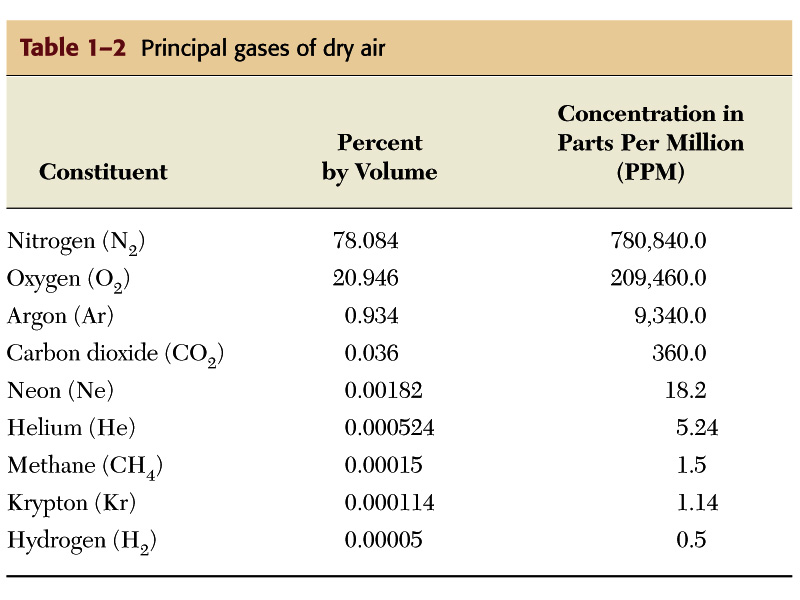 Table 1–2 Principal gases of dry air
Constituent
Percent
by Volume
Concentration in
Parts Per Million
(PPM)
Nitrogen (N₂) 78.084 780,840.0
Oxygen (O₂) 20.946 209,460.0
Argon (Ar) 0.934 9,340.0
Carbon dioxide (CO₂) 0.036 360.0
Neon (Ne) 0.00182 18.2
Helium (He) 0.000524 5.24
Methane (CH₄) 0.00015 1.5
Krypton (Kr) 0.000114 1.14
Hydrogen (H₂) 0.00005 0.5